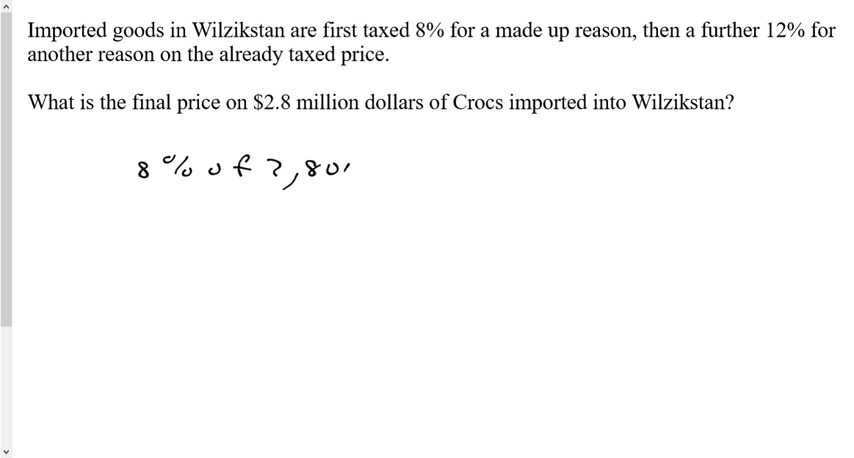 Imported goods in Wilzikstan are first taxed 8% for a made up reason, then a further 12% for
another reason on the already taxed price.
What is the final price on $2.8 million dollars of Crocs imported into Wilzikstan?
8% of 2,80